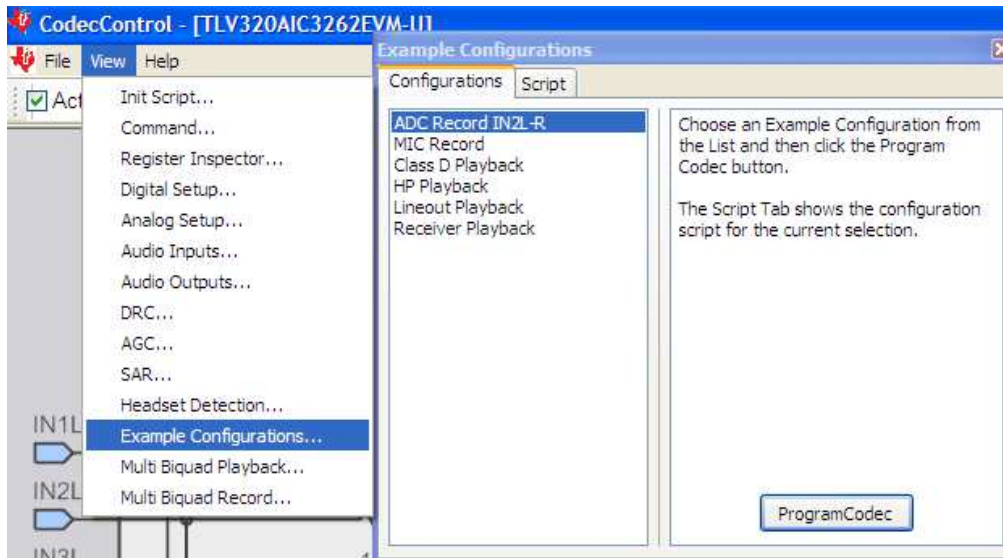 CodecControl - [TLV320AIC3262EVM-U]
File View Help
Act
Init Script...
Command...
Register Inspector...
Digital Setup...
Analog Setup...
Audio Inputs...
Audio Outputs...
DRC...
AGC...
SAR...
Headset Detection...
Example Configurations...
Multi Biquad Playback...
Multi Biquad Record...
IN1L
IN2L
IN3L
Example Configurations
Configurations Script
ADC Record IN2L-R
MIC Record
Class D Playback
HP Playback
Lineout Playback
Receiver Playback
Choose an Example Configuration from
the List and then click the Program
Codec button.
The Script Tab shows the configuration
script for the current selection.
ProgramCodec